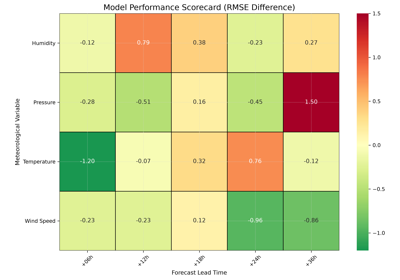 Model Performance Scorecard (RMSE Difference)
Humidity -0.12 0.79 0.38 -0.23 0.27
Pressure -0.28 -0.51 0.16 -0.45 1.50
Temperature -1.20 -0.07 0.32 0.76 -0.12
Wind Speed -0.23 -0.23 0.12 -0.96 -0.86
+06h +12h +18h +24h +36h
Forecast Lead Time
Meteorological Variable
1.5
1.0
0.5
0.0
-0.5
-1.0